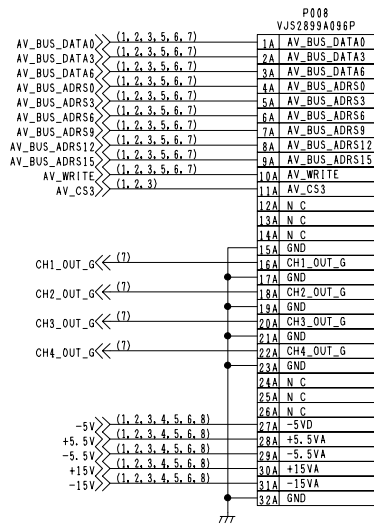 P008
VJS2899A096P
AV_BUS_DATA0 (1, 2, 3, 5, 6, 7) 1A AV_BUS_DATA0
AV_BUS_DATA3 (1, 2, 3, 5, 6, 7) 2A AV_BUS_DATA3
AV_BUS_DATA6 (1, 2, 3, 5, 6, 7) 3A AV_BUS_DATA6
AV_BUS_ADRS0 (1, 2, 3, 5, 6, 7) 4A AV_BUS_ADRS0
AV_BUS_ADRS3 (1, 2, 3, 5, 6, 7) 5A AV_BUS_ADRS3
AV_BUS_ADRS6 (1, 2, 3, 5, 6, 7) 6A AV_BUS_ADRS6
AV_BUS_ADRS9 (1, 2, 3, 5, 6, 7) 7A AV_BUS_ADRS9
AV_BUS_ADRS12 (1, 2, 3, 5, 6, 7) 8A AV_BUS_ADRS12
AV_BUS_ADRS15 (1, 2, 3, 5, 6, 7) 9A AV_BUS_ADRS15
AV_WRITE (1, 2, 3, 5, 6, 7) 10A AV_WRITE
AV_CS3 (1, 2, 3) 11A AV_CS3
12A N C
13A N C
14A N C
15A GND
CH1_OUT_G (7) 16A CH1_OUT_G
17A GND
CH2_OUT_G (7) 18A CH2_OUT_G
19A GND
CH3_OUT_G (7) 20A CH3_OUT_G
21A GND
CH4_OUT_G (7) 22A CH4_OUT_G
23A GND
24A N C
25A N C
26A N C
-5V (1, 2, 3, 4, 5, 6, 8) 27A -5VD
+5.5V (1, 2, 3, 4, 5, 6, 8) 28A +5.5VA
-5.5V (1, 2, 3, 4, 5, 6, 8) 29A -5.5VA
+15V (1, 2, 3, 4, 5, 6, 8) 30A +15VA
-15V (1, 2, 3, 4, 5, 6, 8) 31A -15VA
32A GND